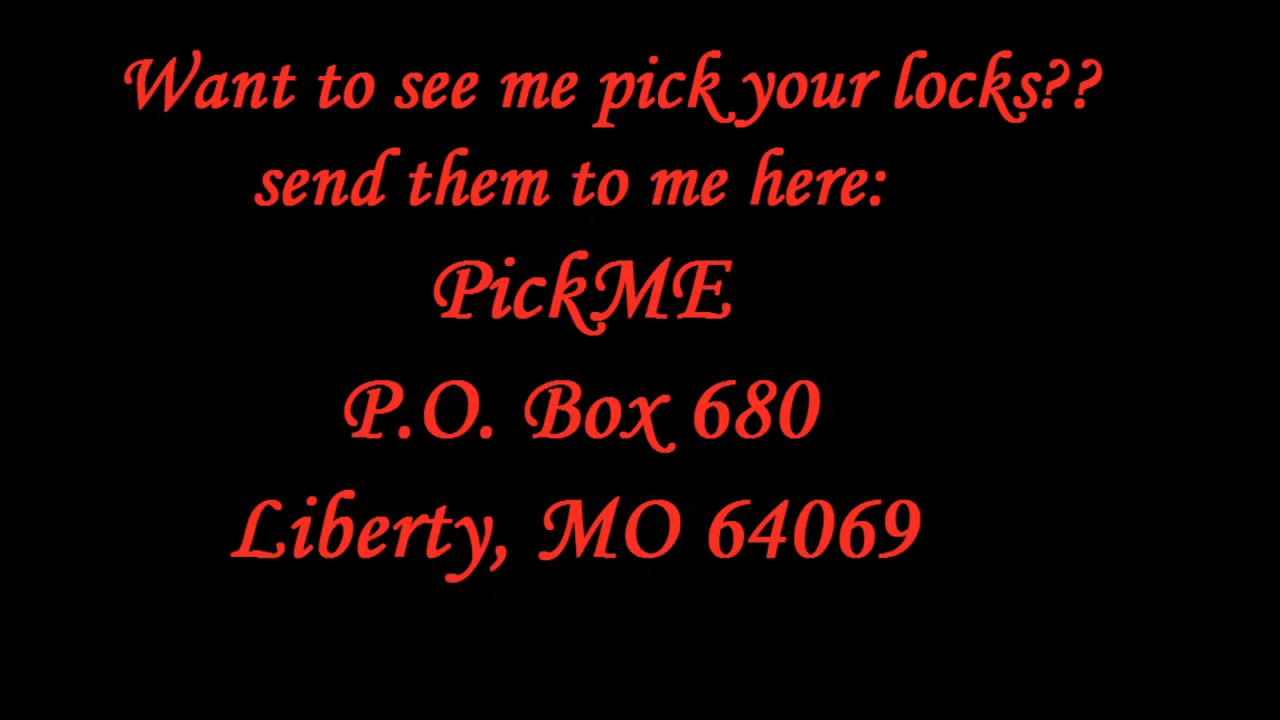 Want to see me pick your locks??
send them to me here:
PickME
P.O. Box 680
Liberty, MO 64069